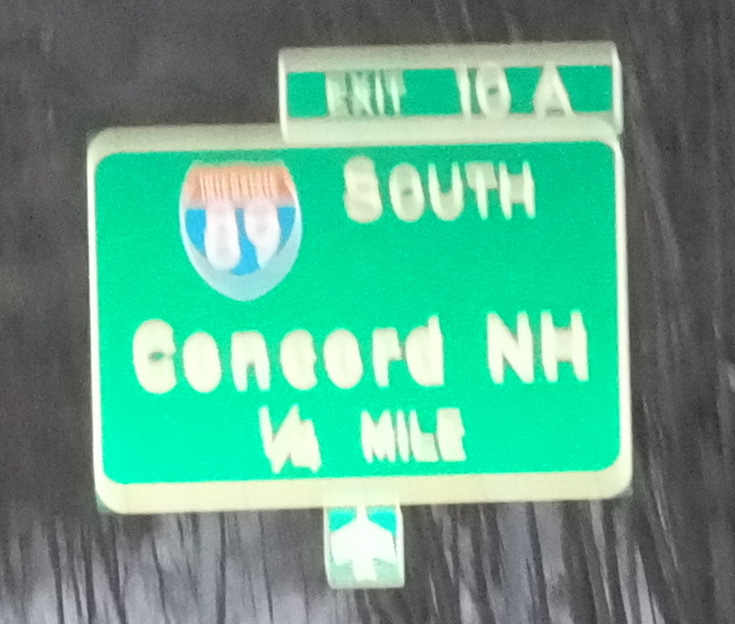 EXIT 10 A
89 SOUTH
Concord NH
1/4 MILE